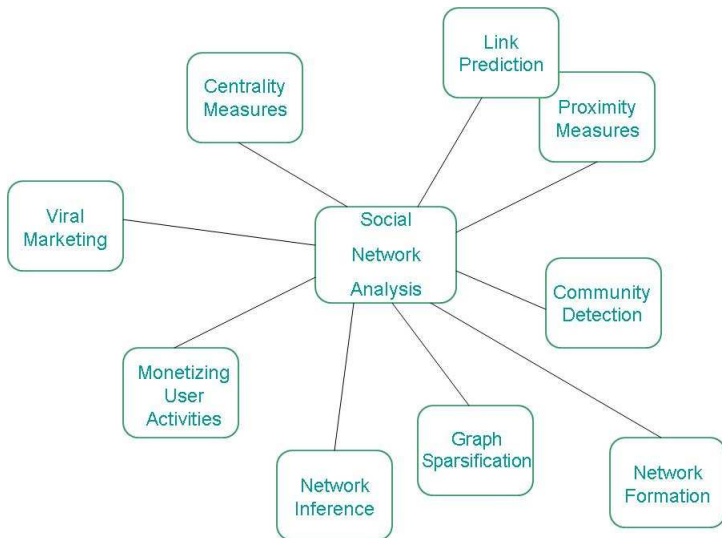 Link
Prediction
Centrality
Measures
Proximity
Measures
Viral
Marketing
Social
Network
Analysis
Community
Detection
Monetizing
User
Activities
Graph
Sparsification
Network
Inference
Network
Formation